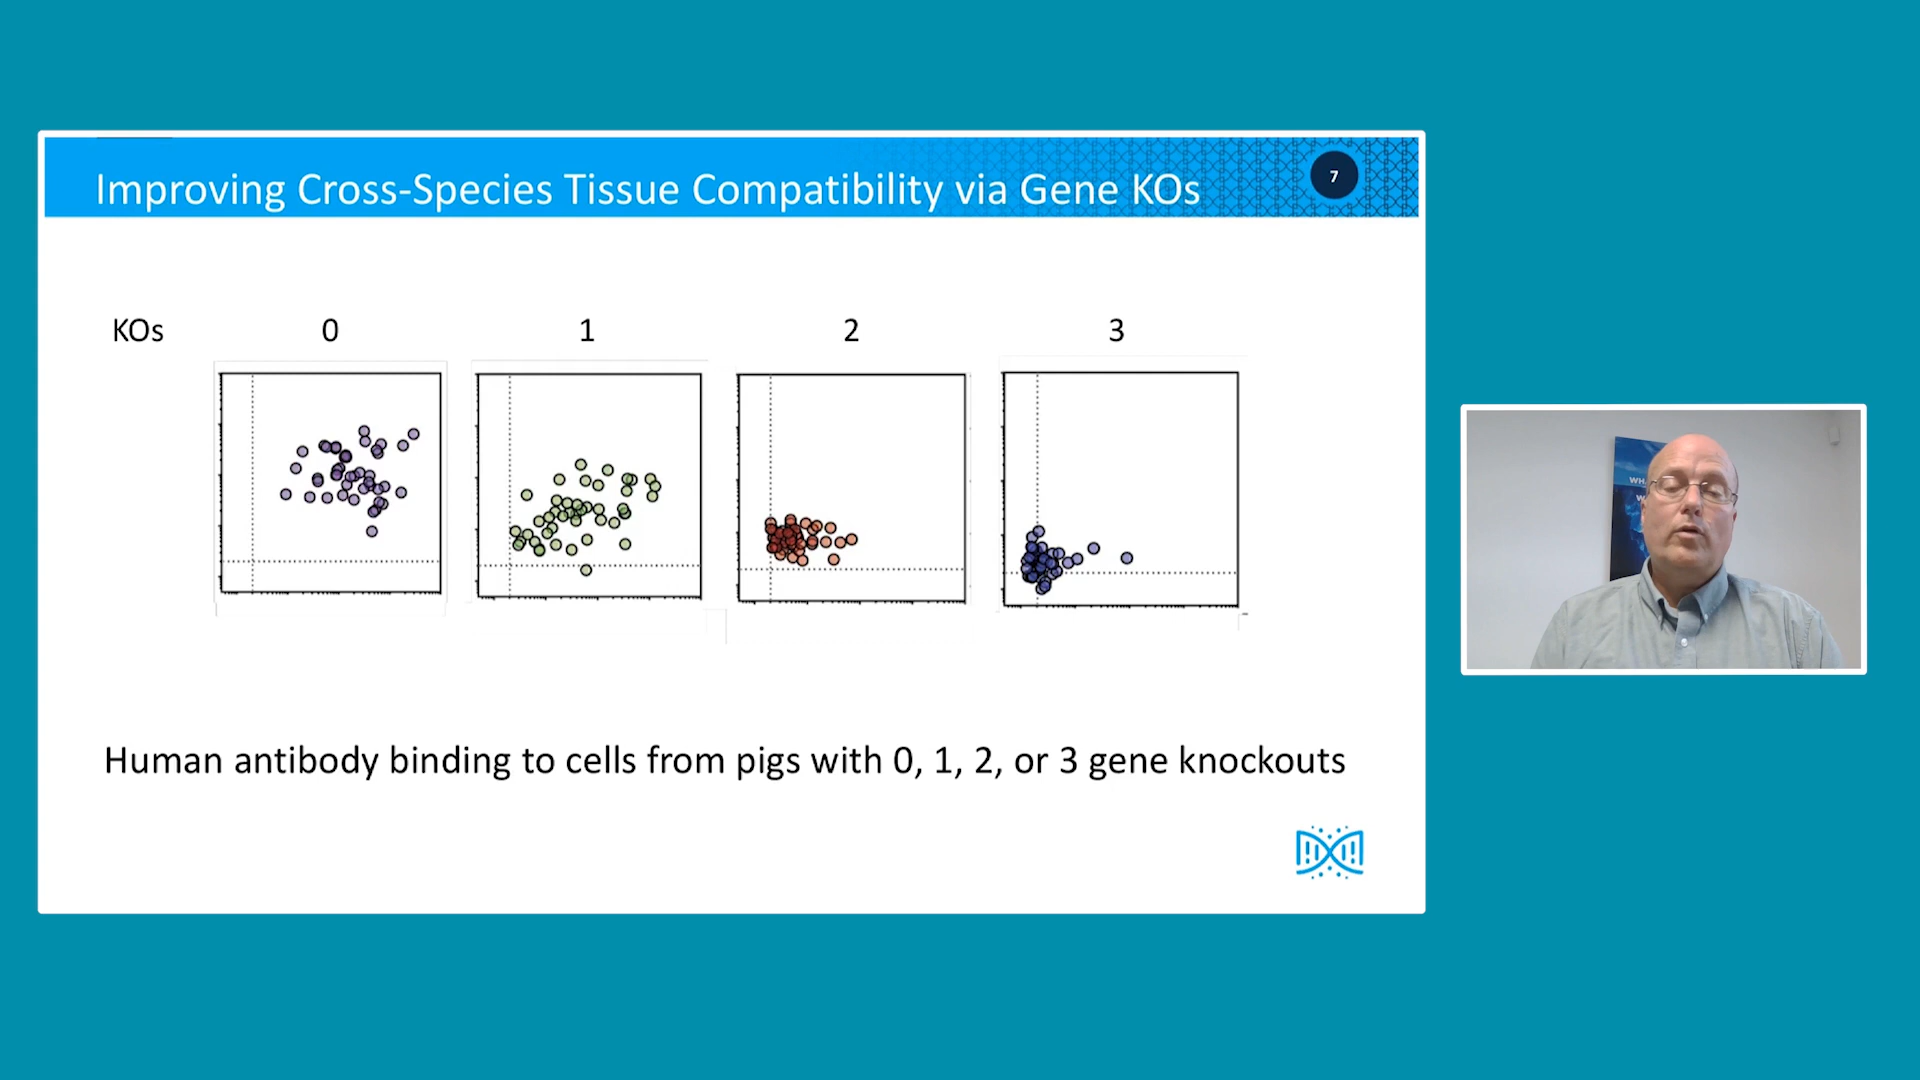 Improving Cross-Species Tissue Compatibility via Gene KOs
7
KOs 0 1 2 3
Human antibody binding to cells from pigs with 0, 1, 2, or 3 gene knockouts